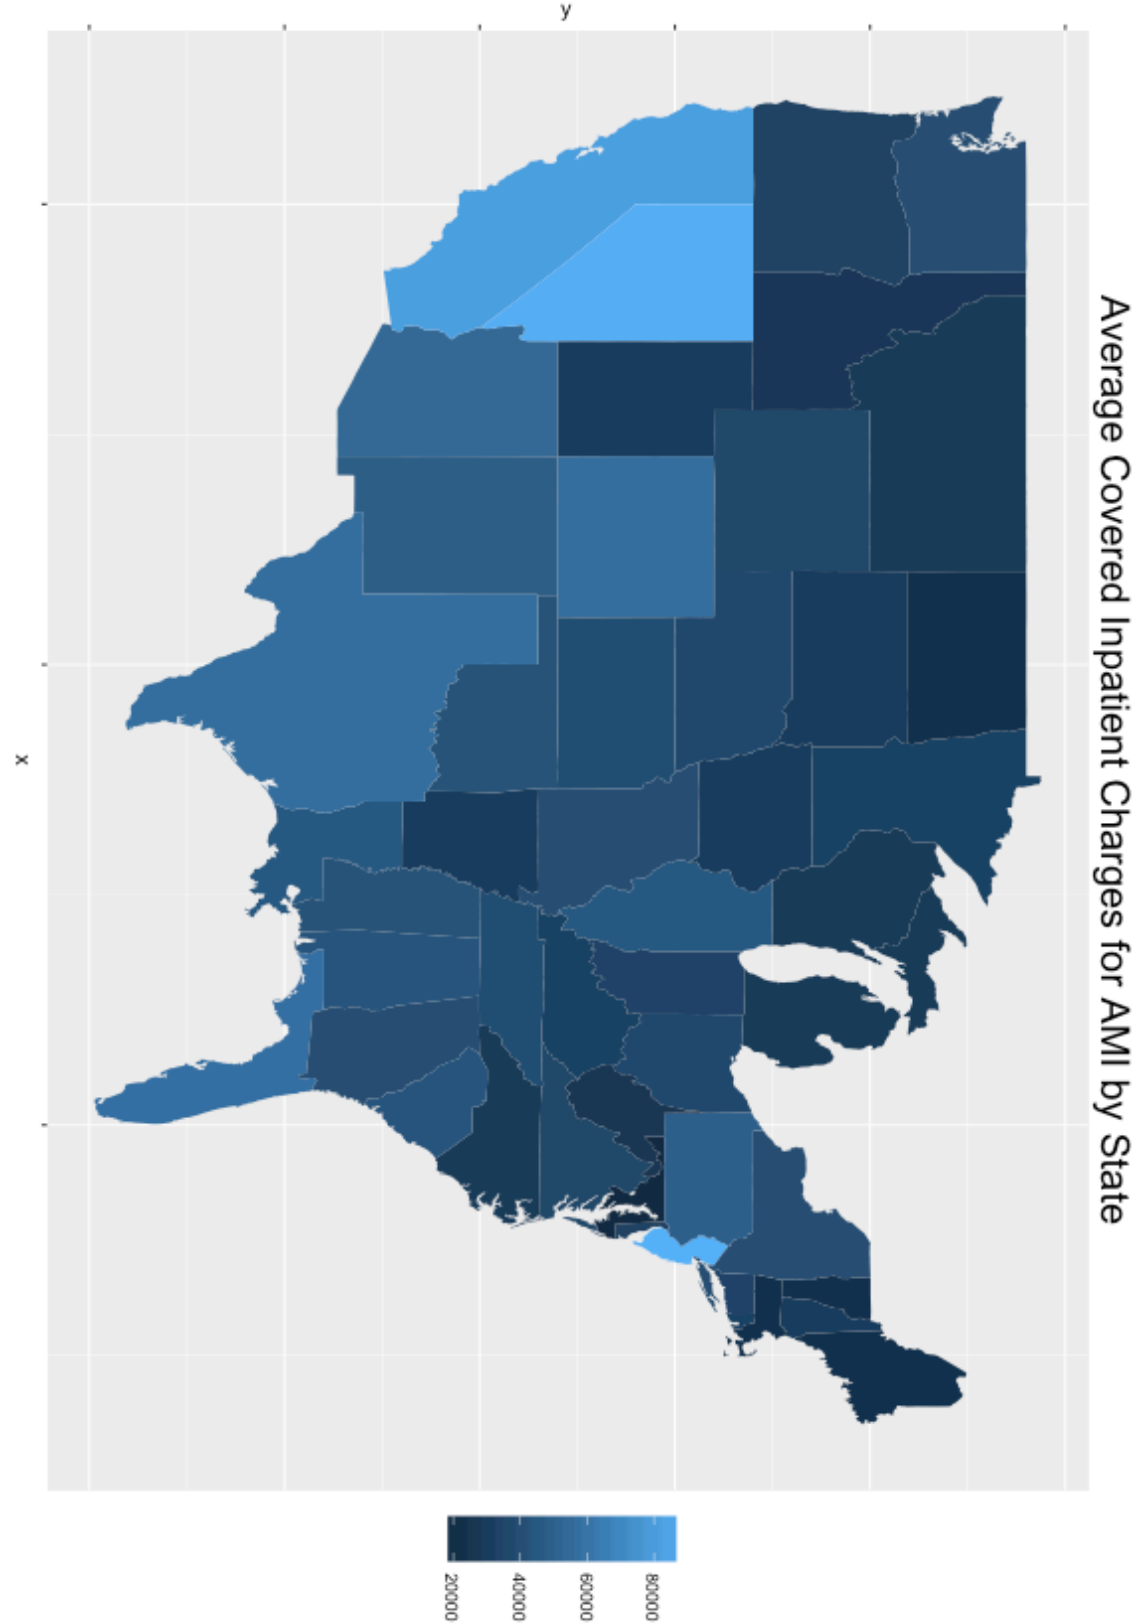 Average Covered Inpatient Charges for AMI by State
y
x
20000
40000
60000
80000